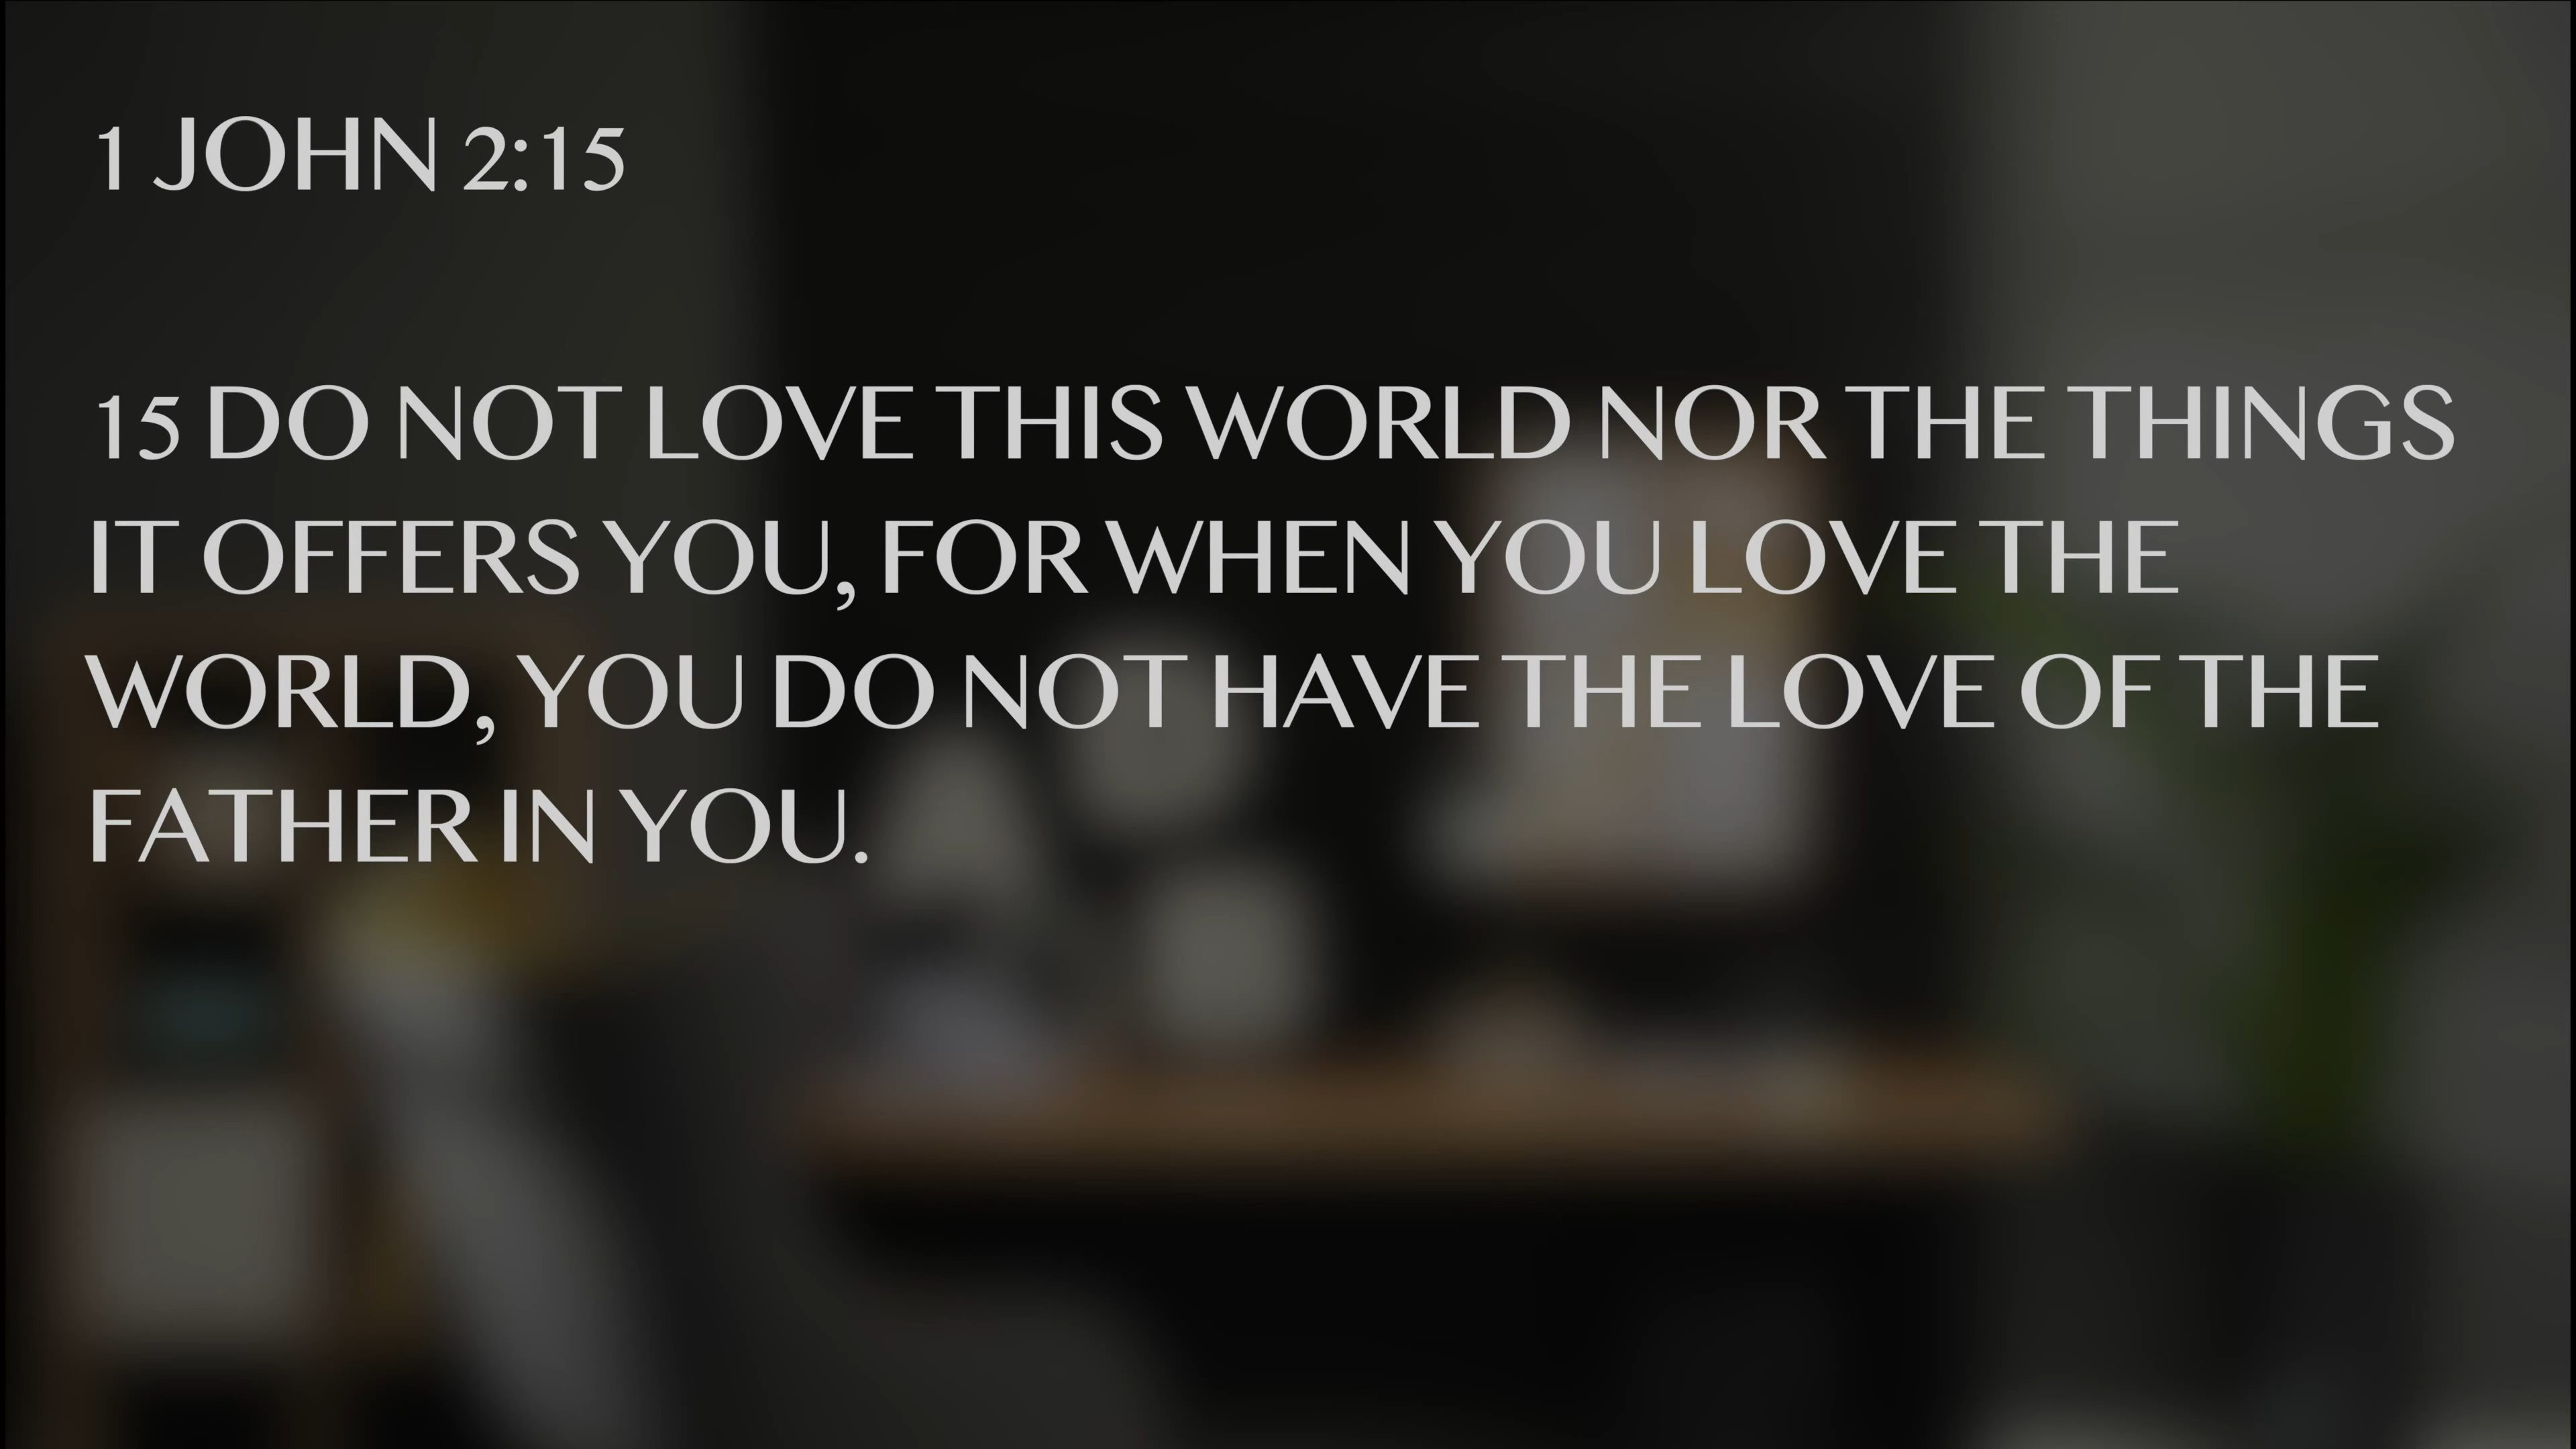 1 JOHN 2:15
15 DO NOT LOVE THIS WORLD NOR THE THINGS
IT OFFERS YOU, FOR WHEN YOU LOVE THE
WORLD, YOU DO NOT HAVE THE LOVE OF THE
FATHER IN YOU.